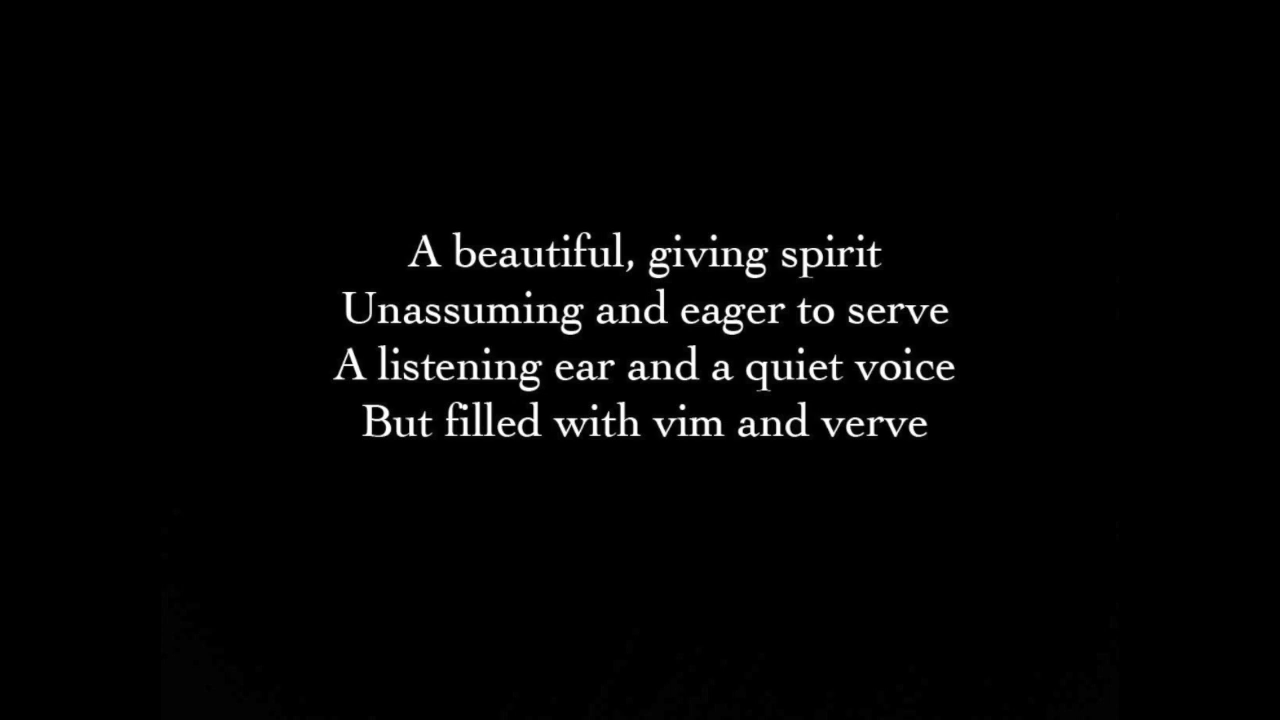 A beautiful, giving spirit
Unassuming and eager to serve
A listening ear and a quiet voice
But filled with vim and verve